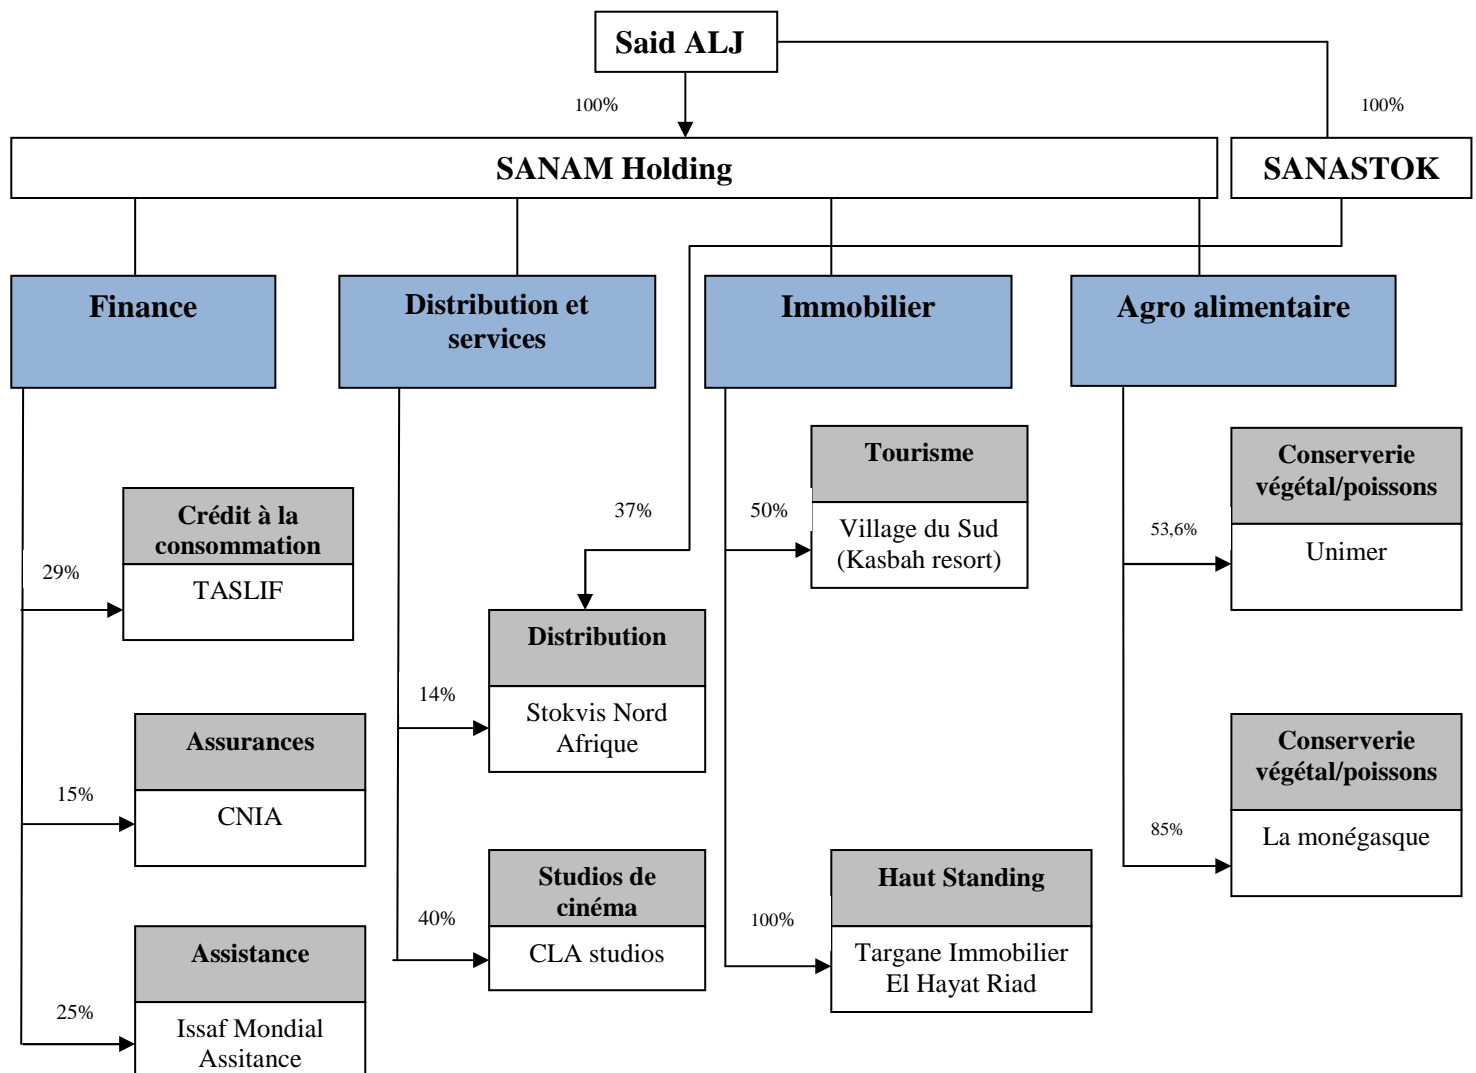 Said ALJ
100%
100%
SANAM Holding
SANASTOK
Finance
Distribution et
services
Immobilier
Agro alimentaire
Crédit à la
consommation
29%
TASLIF
Assurances
15%
CNIA
Assistance
25%
Issaf Mondial
Assitance
37%
Distribution
14%
Stokvis Nord
Afrique
Studios de
cinéma
40%
CLA studios
Tourisme
50%
Village du Sud
(Kasbah resort)
Haut Standing
100%
Targane Immobilier
El Hayat Riad
Conserverie
végétal/poissons
53,6%
Unimer
Conserverie
végétal/poissons
85%
La monégasque